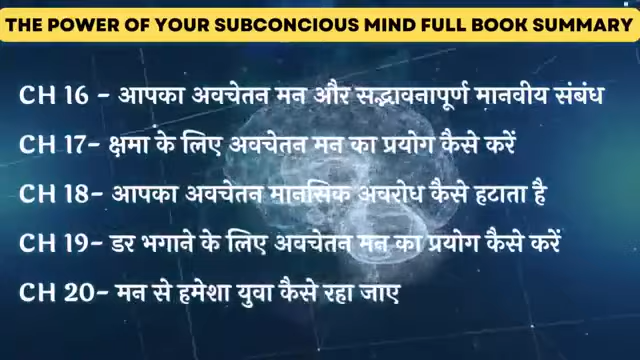 THE POWER OF YOUR SUBCONCIOUS MIND FULL BOOK SUMMARY
CH 16 - आपका अवचेतन मन और सद्भावनापूर्ण मानवीय संबंध
CH 17- क्षमा के लिए अवचेतन मन का प्रयोग कैसे करें
CH 18- आपका अवचेतन मानसिक अवरोध कैसे हटाता है
CH 19- डर भगाने के लिए अवचेतन मन का प्रयोग कैसे करें
CH 20- मन से हमेशा युवा कैसे रहा जाए